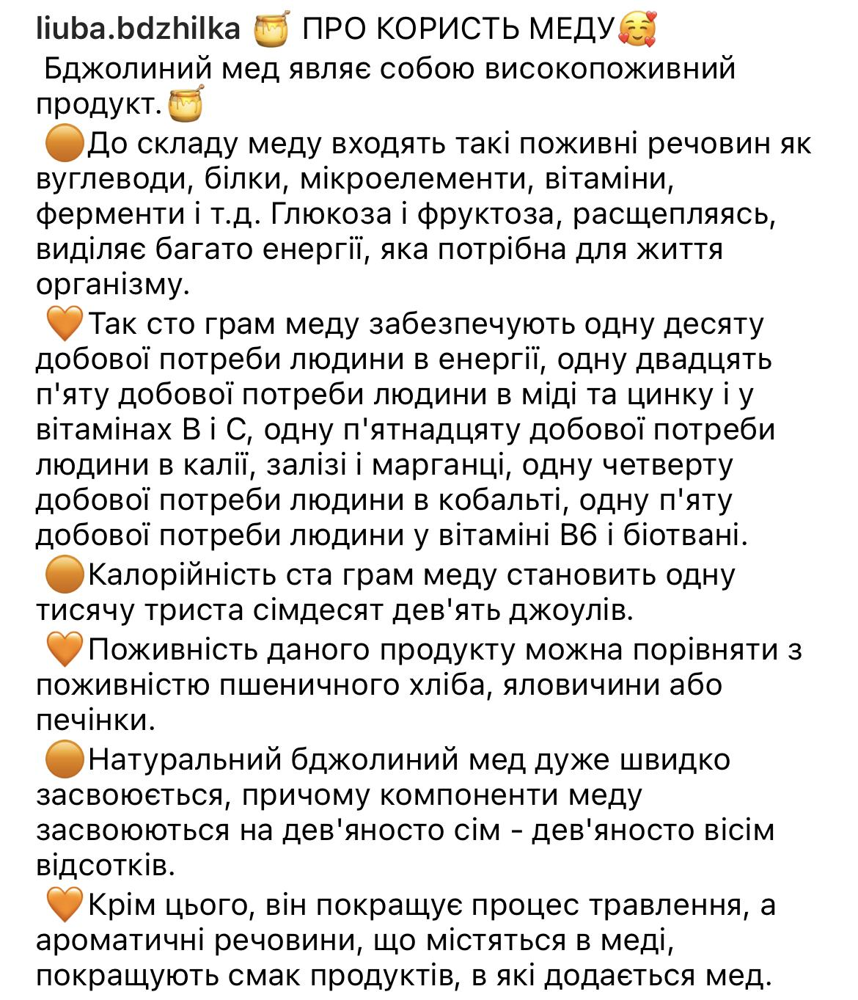 liuba.bdzhilka 🍯 ПРО КОРИСТЬ МЕДУ🥰
Бджолиний мед являє собою високопоживний
продукт.🍯
🟠До складу меду входять такі поживні речовин як
вуглеводи, білки, мікроелементи, вітаміни,
ферменти і т.д. Глюкоза і фруктоза, расщепляясь,
виділяє багато енергії, яка потрібна для життя
організму.
🧡Так сто грам меду забезпечують одну десяту
добової потреби людини в енергії, одну двадцять
п'яту добової потреби людини в міді та цинку і у
вітамінах В і С, одну п'ятнадцяту добової потреби
людини в калії, залізі і марганці, одну четверту
добової потреби людини в кобальті, одну п'яту
добової потреби людини у вітаміні В6 і біотвані.
🟠Калорійність ста грам меду становить одну
тисячу триста сімдесят дев'ять джоулів.
🧡Поживність даного продукту можна порівняти з
поживністю пшеничного хліба, яловичини або
печінки.
🟠Натуральний бджолиний мед дуже швидко
засвоюється, причому компоненти меду
засвоюються на дев'яносто сім - дев'яносто вісім
відсотків.
🧡Крім цього, він покращує процес травлення, а
ароматичні речовини, що містяться в меді,
покращують смак продуктів, в які додається мед.